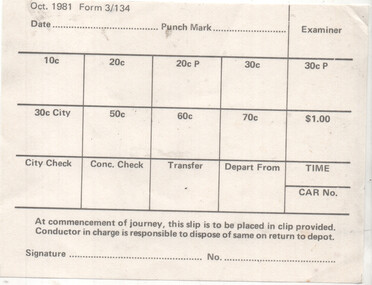 Oct. 1981 Form 3/134
Date.................................. Punch Mark........................ Examiner
10c 20c 20c P 30c 30c P
30c City 50c 60c 70c $1.00
City Check Conc. Check Transfer Depart From TIME
CAR No.
At commencement of journey, this slip is to be placed in clip provided.
Conductor in charge is responsible to dispose of same on return to depot.
Signature ............................................ No. ....................................